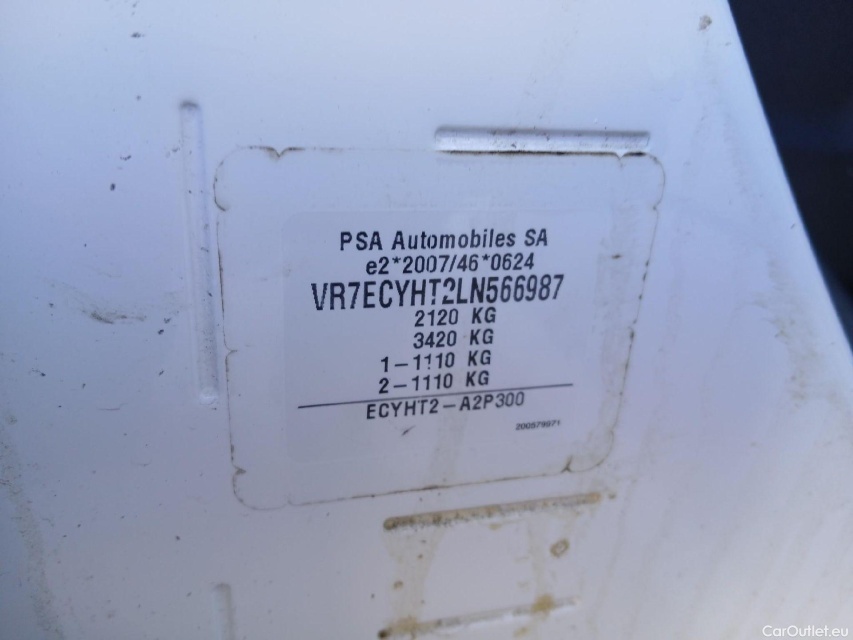 PSA Automobiles SA
e2*2007/46*0624
VR7ECYHT2LN566987
2120 KG
3420 KG
1-1110 KG
2-1110 KG
ECYHT2-A2P300
200579871
CarOutlet.eu